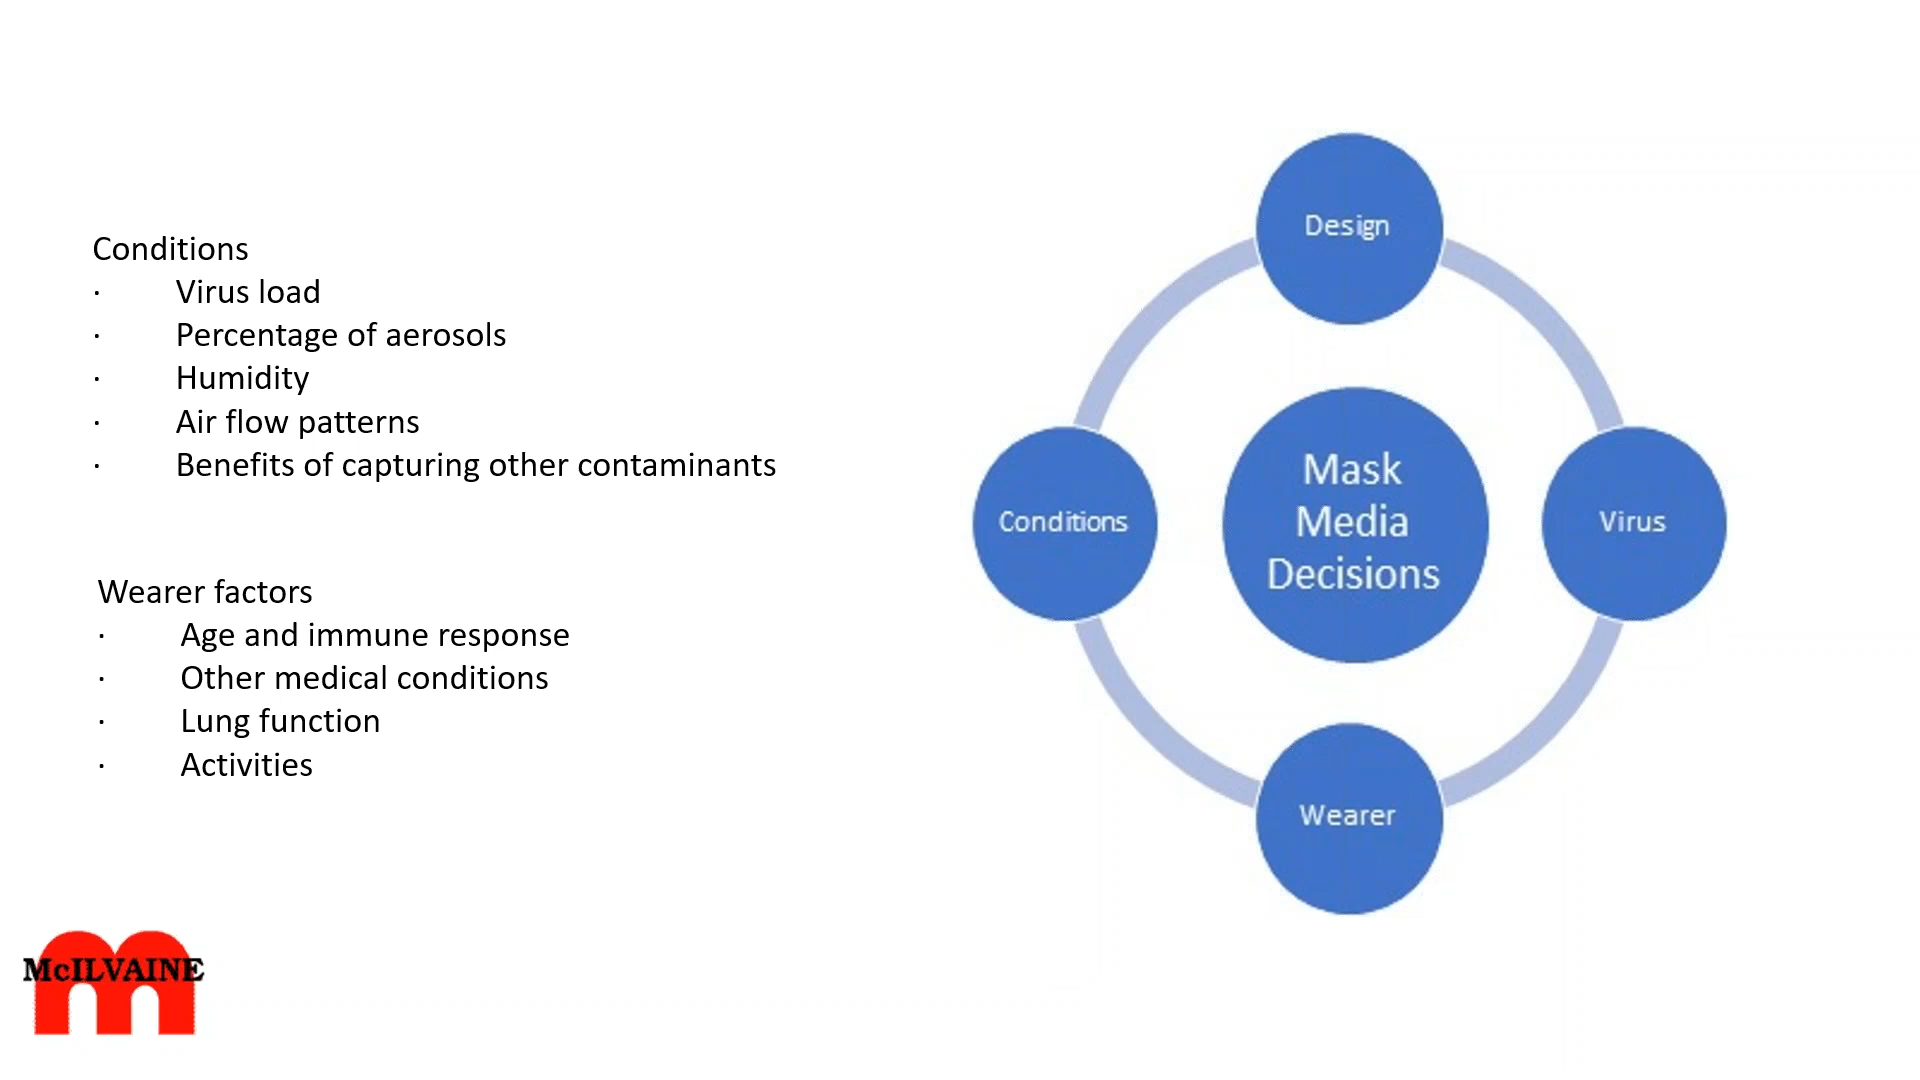 Conditions
· Virus load
· Percentage of aerosols
· Humidity
· Air flow patterns
· Benefits of capturing other contaminants
Wearer factors
· Age and immune response
· Other medical conditions
· Lung function
· Activities
Design
Conditions
Mask
Media
Decisions
Virus
Wearer
McILVAINE